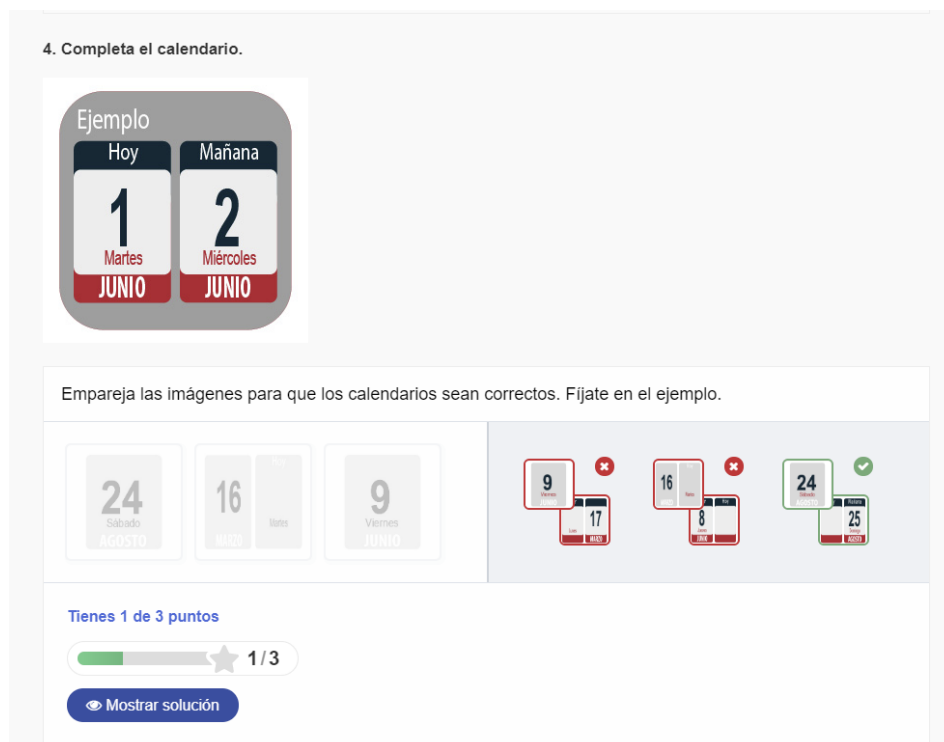 4. Completa el calendario.
Ejemplo
Hoy Mañana
1 2
Martes Miércoles
JUNIO JUNIO
Empareja las imágenes para que los calendarios sean correctos. Fíjate en el ejemplo.
24
Sábado
AGOSTO
16
Martes
MARZO
9
Viernes
JUNIO
9
Viernes
JUNIO
17
Lunes
MARZO
16
Martes
MARZO
8
Jueves
JUNIO
24
Sábado
AGOSTO
Mañana
25
Domingo
AGOSTO
Tienes 1 de 3 puntos
1/3
Mostrar solución